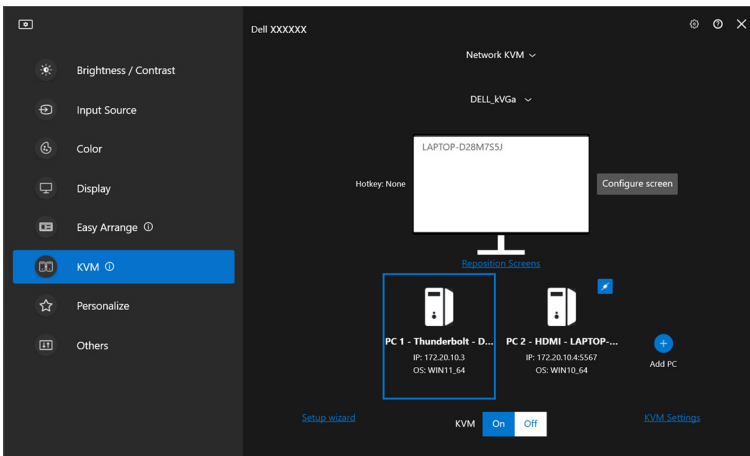 Dell XXXXXX
Network KVM
Brightness / Contrast
Input Source
Color
Display
Easy Arrange
KVM
Personalize
Others
DELL_kVGa
LAPTOP-D28M7S5J
Hotkey: None
Configure screen
Reposition Screens
PC 1 - Thunderbolt - D...
IP: 172.20.10.3
OS: WIN11_64
PC 2 - HDMI - LAPTOP-...
IP: 172.20.10.4:5567
OS: WIN10_64
Add PC
Setup wizard
KVM On Off
KVM Settings